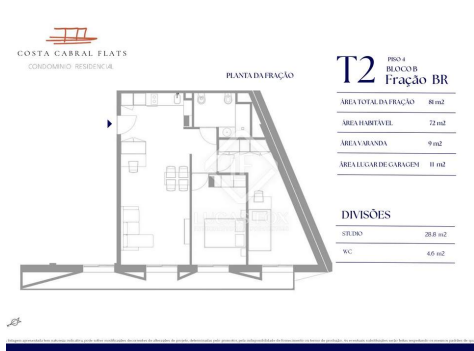 COSTA CABRAL FLATS
CONDOMINIO RESIDENCIAL
PLANTA DA FRAÇÃO
T2
PISO 4
BLOCO B
Fração BR
ÁREA TOTAL DA FRAÇÃO 81 m2
ÁREA HABITÁVEL 72 m2
ÁREA VARANDA 9 m2
ÁREA LUGAR DE GARAGEM 11 m2
DIVISÕES
STUDIO 28.8 m2
WC 4.6 m2